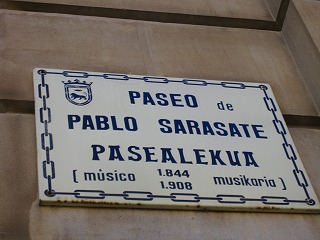 PASEO de
PABLO SARASATE
PASEALEKUA
[ músico 1.844 musikaria ]
1.908